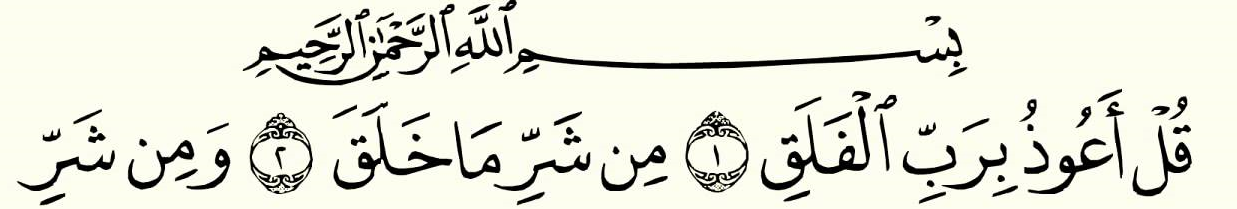 بِسْمِ ٱللَّهِ ٱلرَّحْمَٰنِ ٱلرَّحِيمِ
قُلْ أَعُوذُ بِرَبِّ ٱلْفَلَقِ ١ مِن شَرِّ مَا خَلَقَ ٢ وَمِن شَرِّ